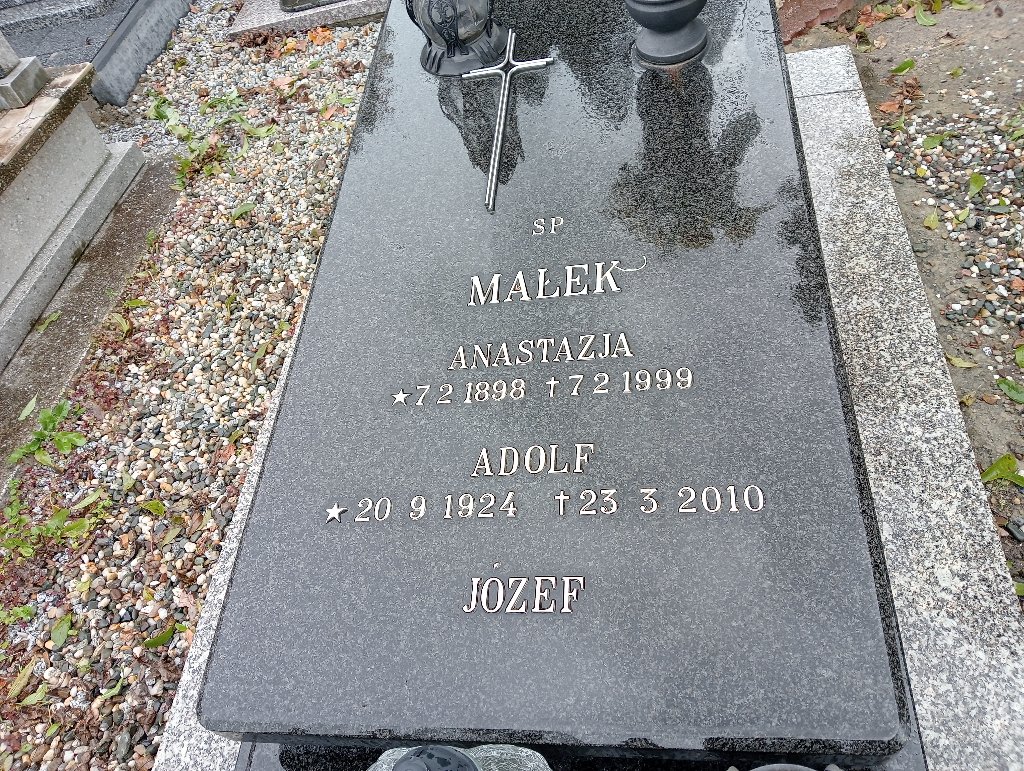 SP
MAŁEK
ANASTAZJA
★ 7 2 1898 ✝ 7 2 1999
ADOLF
★ 20 9 1924 ✝ 23 3 2010
JÓZEF